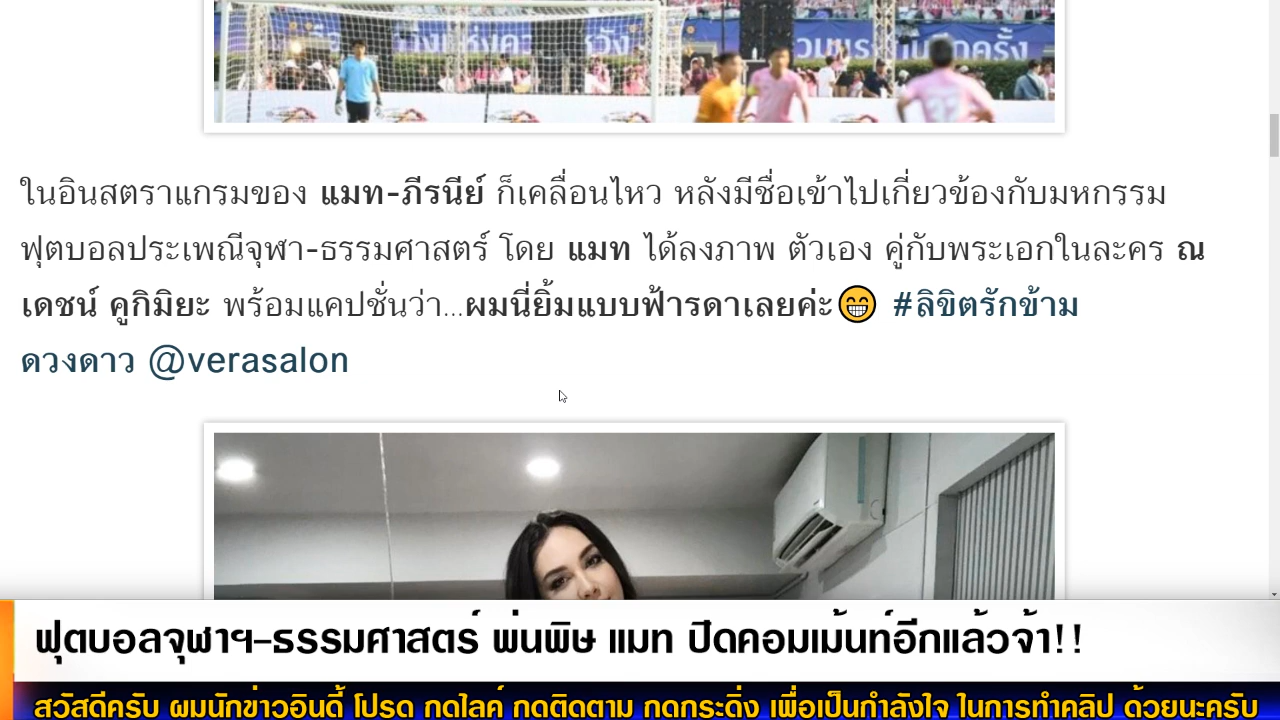 ในอินสตราแกรมของ แมท-ภีรนีย์ ก็เคลื่อนไหว หลังมีชื่อเข้าไปเกี่ยวข้องกับมหกรรม
ฟุตบอลประเพณีจุฬา-ธรรมศาสตร์ โดย แมท ได้ลงภาพ ตัวเอง คู่กับพระเอกในละคร ณ
เดชน์ คูกิมิยะ พร้อมแคปชั่นว่า...ผมนี่ยิ้มแบบฟ้ารดาเลยค่ะ😁 #ลิขิตรักข้าม
ดวงดาว @verasalon
ฟุตบอลจุฬาฯ-ธรรมศาสตร์ พ่นพิษ แมท ปิดคอมเม้นท์อีกแล้วจ้า!!
สวัสดีครับ ผมนักข่าวอินดี้ โปรด กดไลค์ กดติดตาม กดกระดิ่ง เพื่อเป็นกำลังใจ ในการทำคลิป ด้วยนะครับ